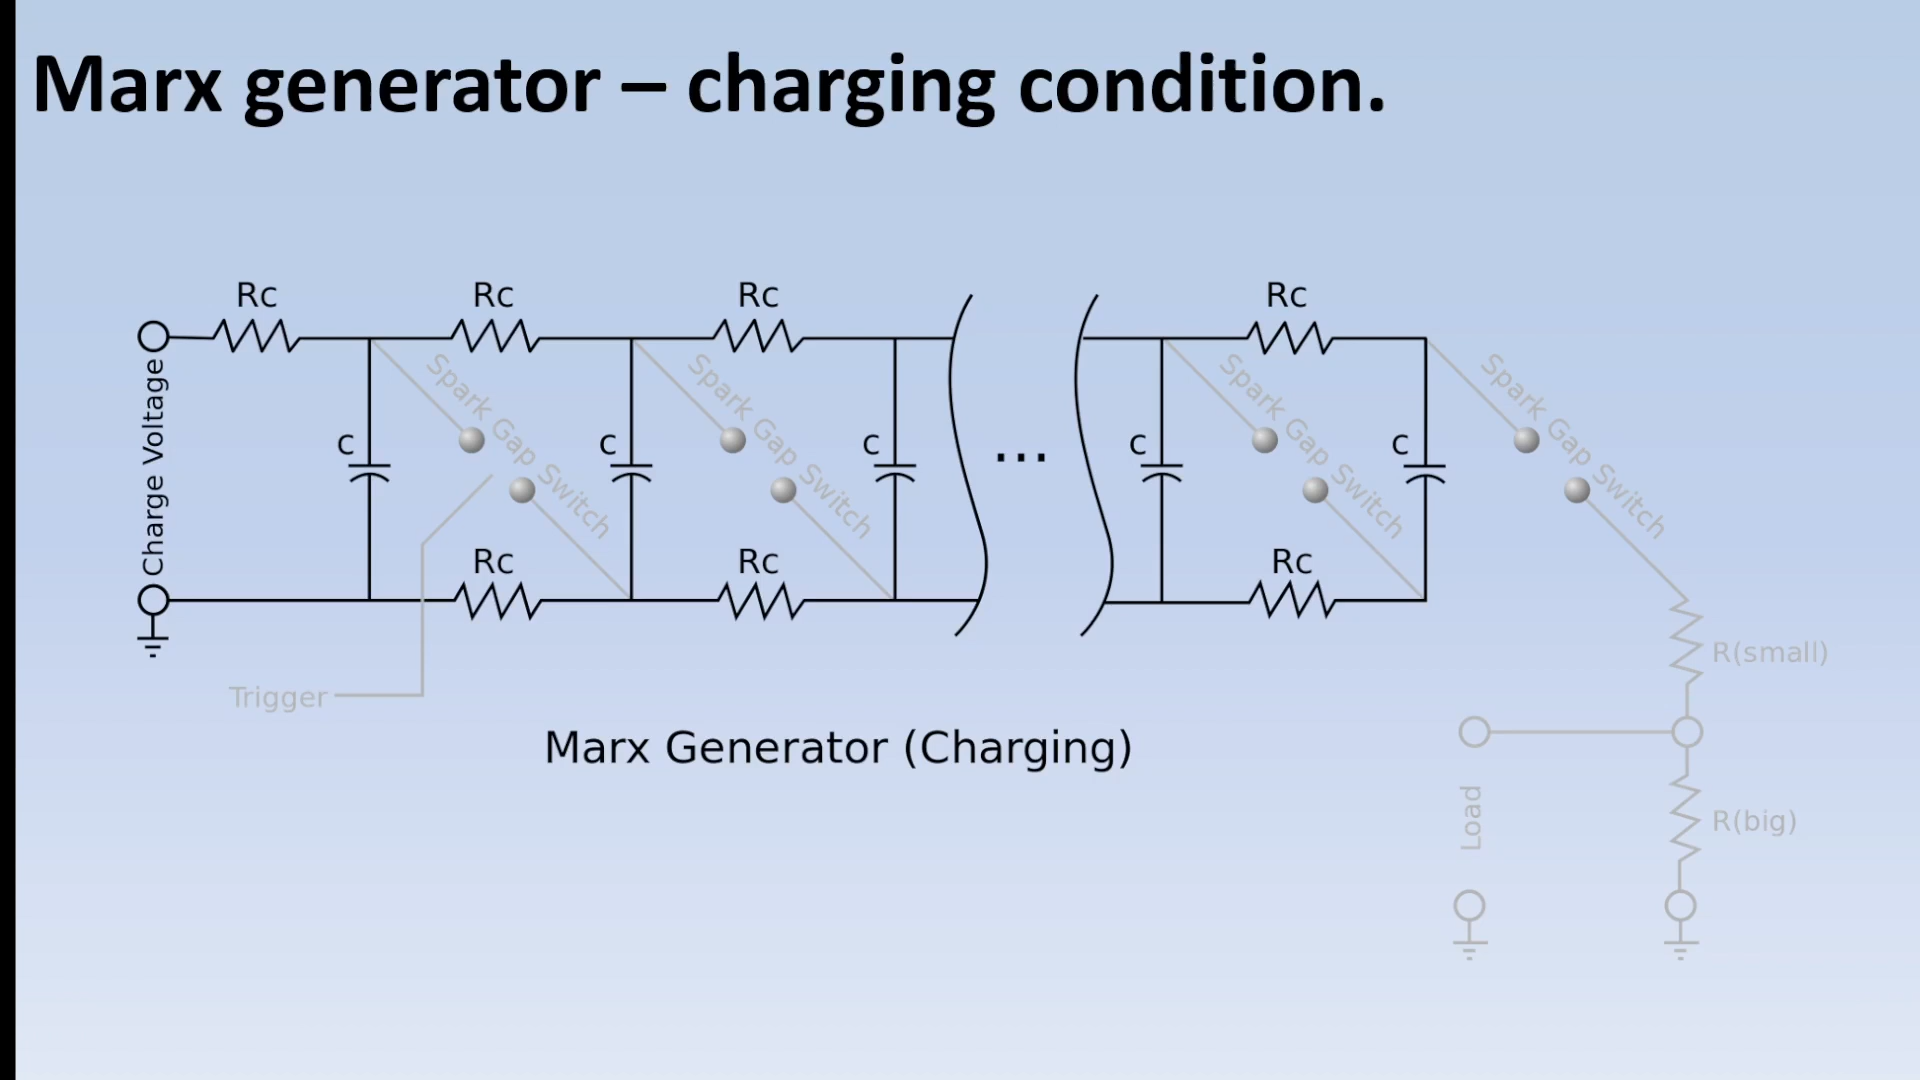 Marx generator – charging condition.
Rc
Rc
Rc
Rc
Charge Voltage
c
Spark Gap Switch
c
Spark Gap Switch
c
...
c
Spark Gap Switch
c
Spark Gap Switch
Rc
Rc
Rc
Trigger
R(small)
Marx Generator (Charging)
Load
R(big)